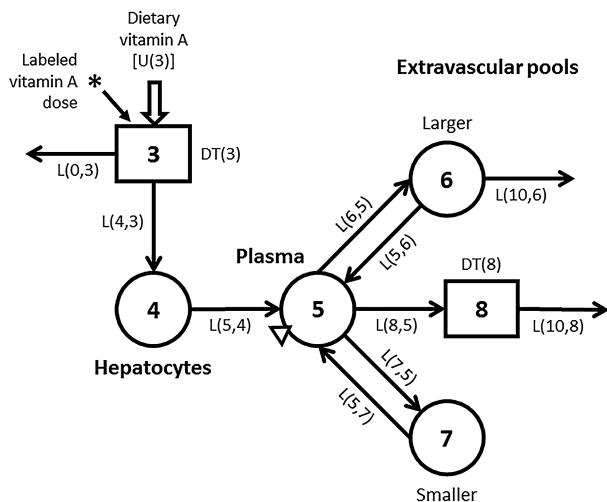 Dietary
vitamin A
[U(3)]
Labeled
vitamin A
dose
*
Extravascular pools
3
DT(3)
L(0,3)
L(4,3)
Larger
6
L(10,6)
L(6,5)
L(5,6)
Plasma
4
L(5,4)
5
L(8,5)
DT(8)
8
L(10,8)
Hepatocytes
L(7,5)
L(5,7)
7
Smaller